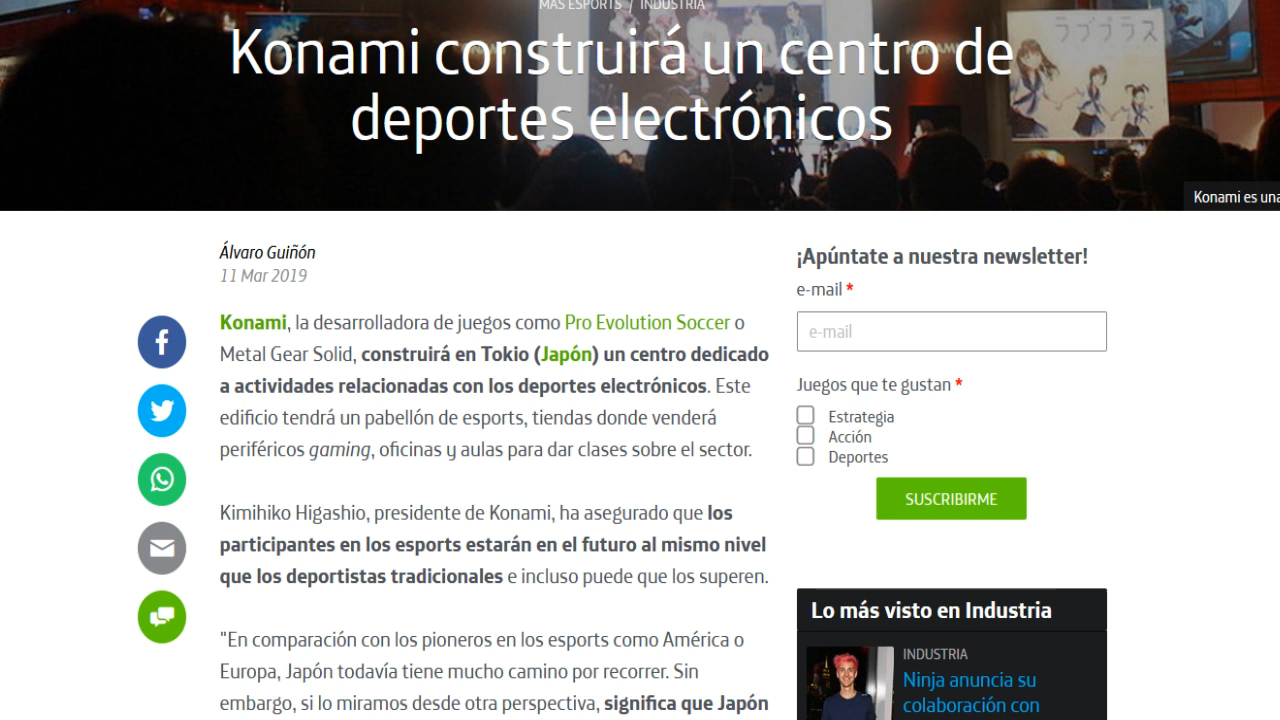 MÁS ESPORTS / INDUSTRIA
Konami construirá un centro de
deportes electrónicos
ラブプラス
Konami es una
Álvaro Guiñón
11 Mar 2019
Konami, la desarrolladora de juegos como Pro Evolution Soccer o
Metal Gear Solid, construirá en Tokio (Japón) un centro dedicado
a actividades relacionadas con los deportes electrónicos. Este
edificio tendrá un pabellón de esports, tiendas donde venderá
periféricos gaming, oficinas y aulas para dar clases sobre el sector.
Kimihiko Higashio, presidente de Konami, ha asegurado que los
participantes en los esports estarán en el futuro al mismo nivel
que los deportistas tradicionales e incluso puede que los superen.
"En comparación con los pioneros en los esports como América o
Europa, Japón todavía tiene mucho camino por recorrer. Sin
embargo, si lo miramos desde otra perspectiva, significa que Japón
¡Apúntate a nuestra newsletter!
e-mail *
e-mail
Juegos que te gustan *
Estrategia
Acción
Deportes
SUSCRIBIRME
Lo más visto en Industria
INDUSTRIA
Ninja anuncia su
colaboración con